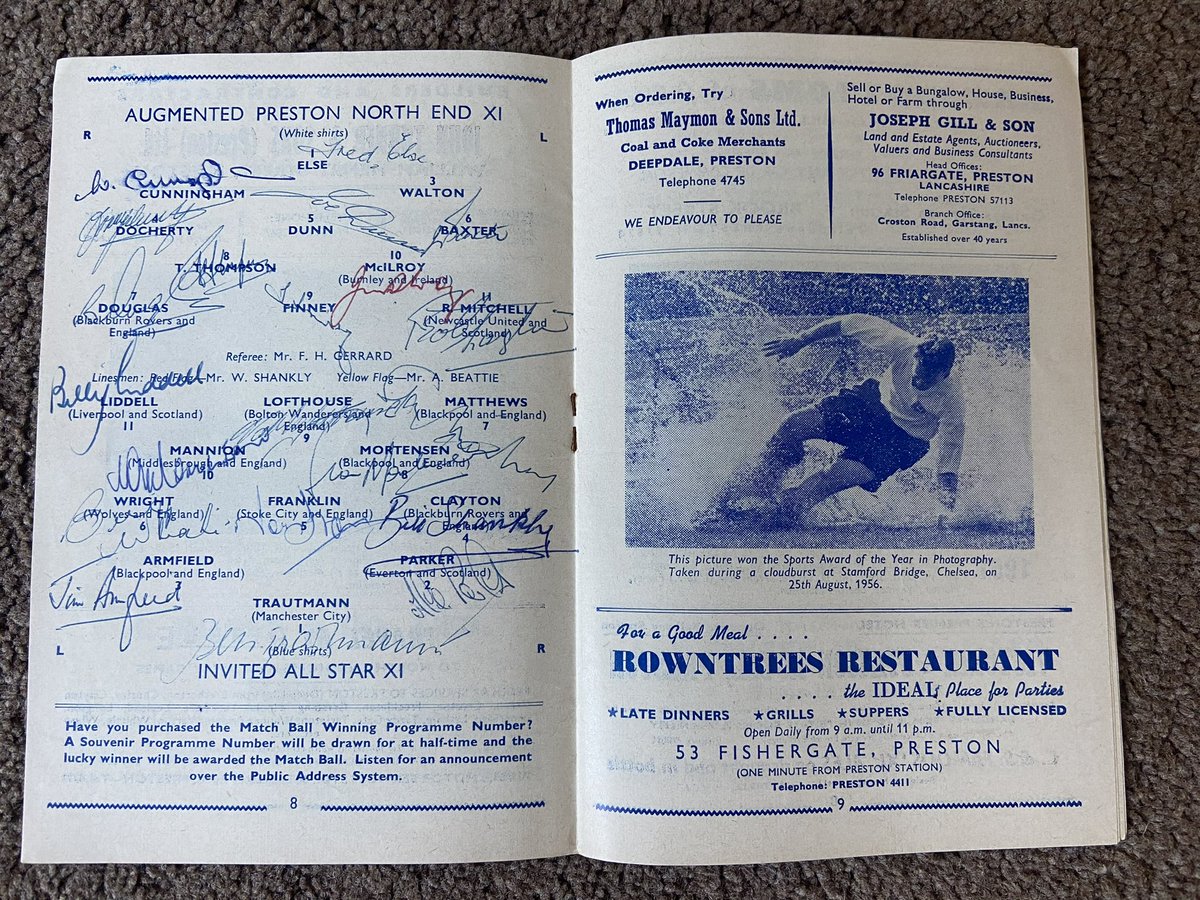 AUGMENTED PRESTON NORTH END XI
(White shirts)
R L
1
ELSE
Fred Else
3
CUNNINGHAM WALTON
4 5 6
DOCHERTY DUNN BAXTER
8 10
T. THOMPSON McILROY
(Burnley and Ireland)
7 9 11
DOUGLAS FINNEY R. MITCHELL
(Blackburn Rovers and England) (Newcastle United and Scotland)
Referee: Mr. F. H. GERRARD
Linesmen: Red Flag—Mr. W. SHANKLY Yellow Flag—Mr. A. BEATTIE
Billy Liddell
LIDDELL LOFTHOUSE MATTHEWS
(Liverpool and Scotland) (Bolton Wanderers and England) (Blackpool and England)
11 9 7
MANNION MORTENSEN
(Middlesbrough and England) (Blackpool and England)
10 8
WRIGHT FRANKLIN CLAYTON
(Wolves and England) (Stoke City and England) (Blackburn Rovers and England)
6 5 4
Bill Shankly
ARMFIELD PARKER
(Blackpool and England) (Everton and Scotland)
2
Jim Armfield
TRAUTMANN
(Manchester City)
1
Bert Trautmann
(Blue shirts)
L R
INVITED ALL STAR XI
Have you purchased the Match Ball Winning Programme Number?
A Souvenir Programme Number will be drawn for at half-time and the
lucky winner will be awarded the Match Ball. Listen for an announcement
over the Public Address System.
8
When Ordering, Try
Thomas Maymon & Sons Ltd.
Coal and Coke Merchants
DEEPDALE, PRESTON
Telephone 4745
WE ENDEAVOUR TO PLEASE
Sell or Buy a Bungalow, House, Business,
Hotel or Farm through
JOSEPH GILL & SON
Land and Estate Agents, Auctioneers,
Valuers and Business Consultants
Head Offices:
96 FRIARGATE, PRESTON
LANCASHIRE
Telephone PRESTON 57113
Branch Office:
Croston Road, Garstang, Lancs.
Established over 40 years
This picture won the Sports Award of the Year in Photography.
Taken during a cloudburst at Stamford Bridge, Chelsea, on
25th August, 1956.
For a Good Meal . . . .
ROWNTREES RESTAURANT
. . . . the IDEAL Place for Parties
★LATE DINNERS ★GRILLS ★SUPPERS ★FULLY LICENSED
Open Daily from 9 a.m. until 11 p.m.
53 FISHERGATE, PRESTON
(ONE MINUTE FROM PRESTON STATION)
Telephone: PRESTON 4411
9